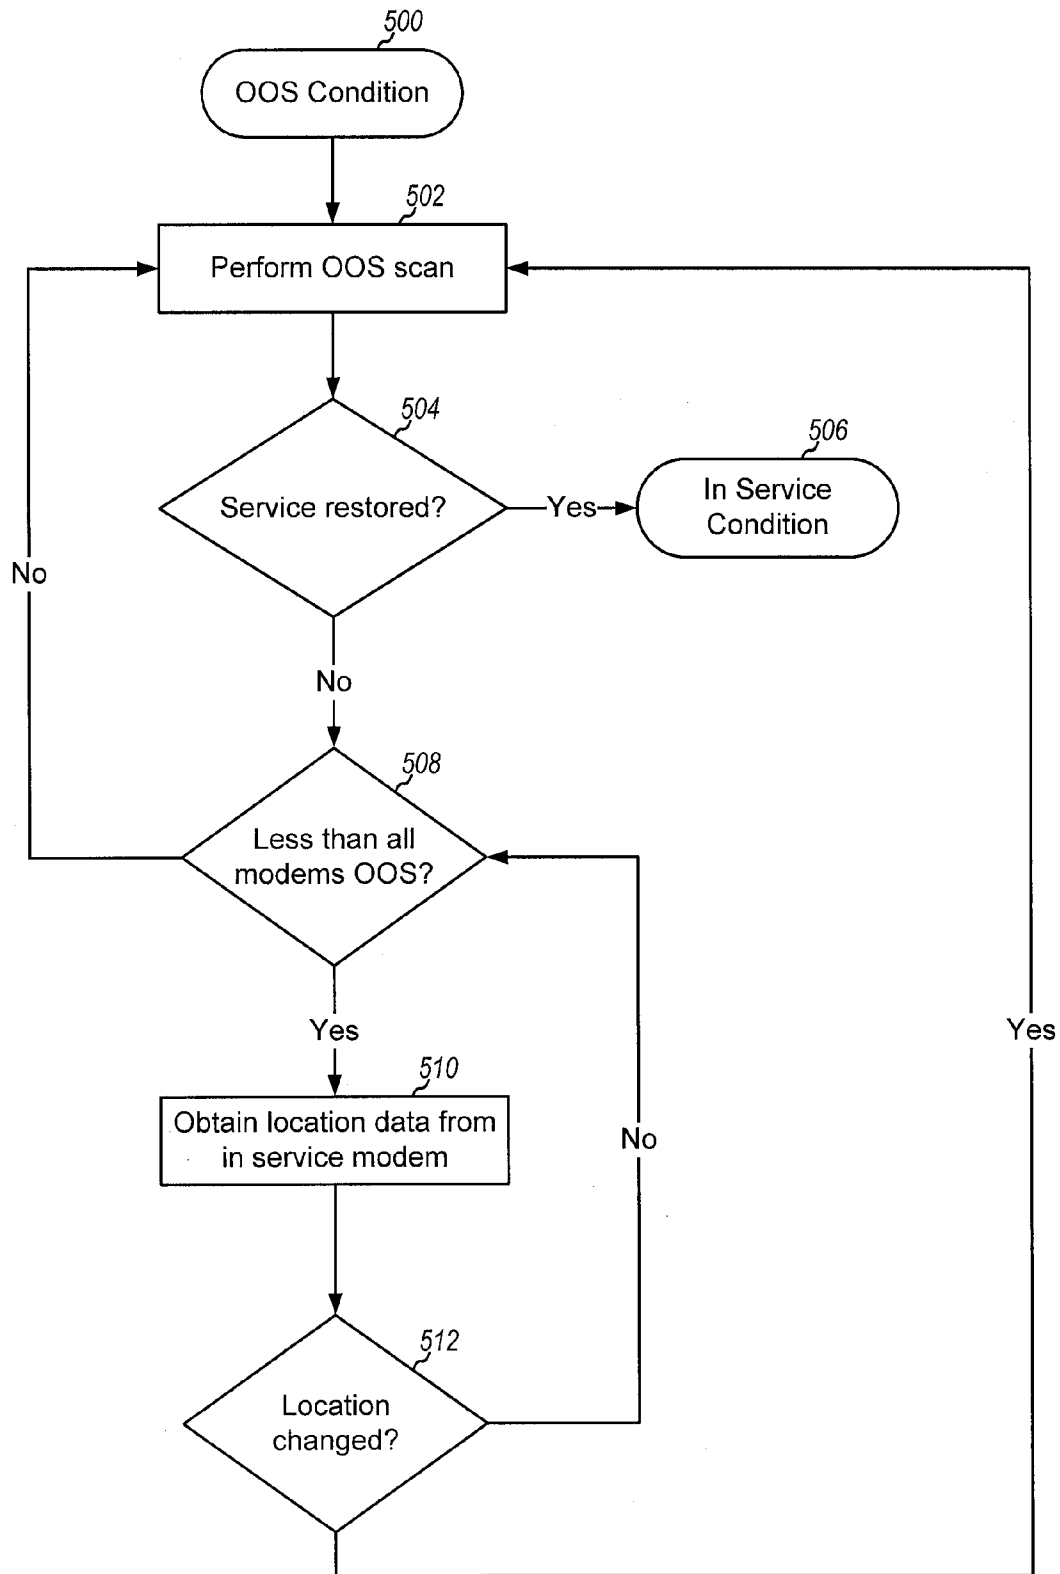 500
OOS Condition
502
Perform OOS scan
504
Service restored?
Yes
506
In Service
Condition
No
No
508
Less than all
modems OOS?
Yes
510
Obtain location data from
in service modem
No
Yes
512
Location
changed?